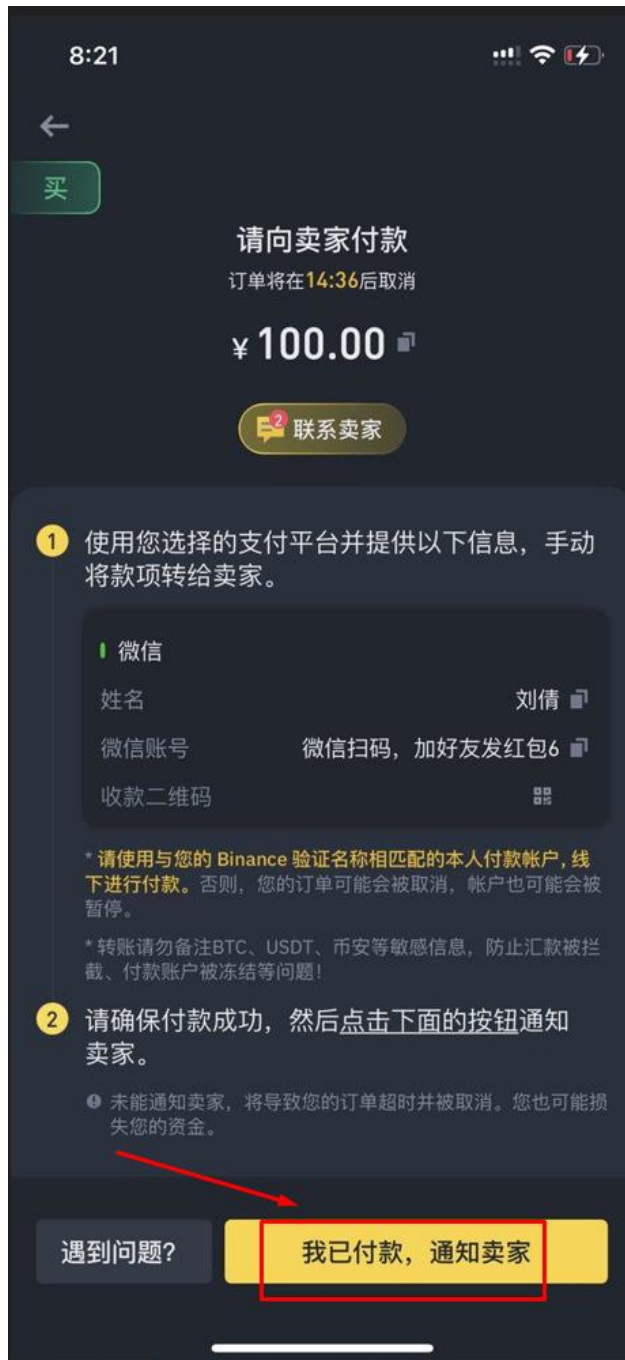 8:21
买
请向卖家付款
订单将在14:36后取消
¥ 100.00
2
联系卖家
1 使用您选择的支付平台并提供以下信息，手动
将款项转给卖家。
微信
姓名 刘倩
微信账号 微信扫码，加好友发红包6
收款二维码
* 请使用与您的 Binance 验证名称相匹配的本人付款帐户, 线
下进行付款。否则，您的订单可能会被取消，帐户也可能会被
暂停。
* 转账请勿备注BTC、USDT、币安等敏感信息，防止汇款被拦
截、付款账户被冻结等问题！
2 请确保付款成功，然后点击下面的按钮通知
卖家。
未能通知卖家，将导致您的订单超时并被取消。您也可能损
失您的资金。
遇到问题? 我已付款，通知卖家